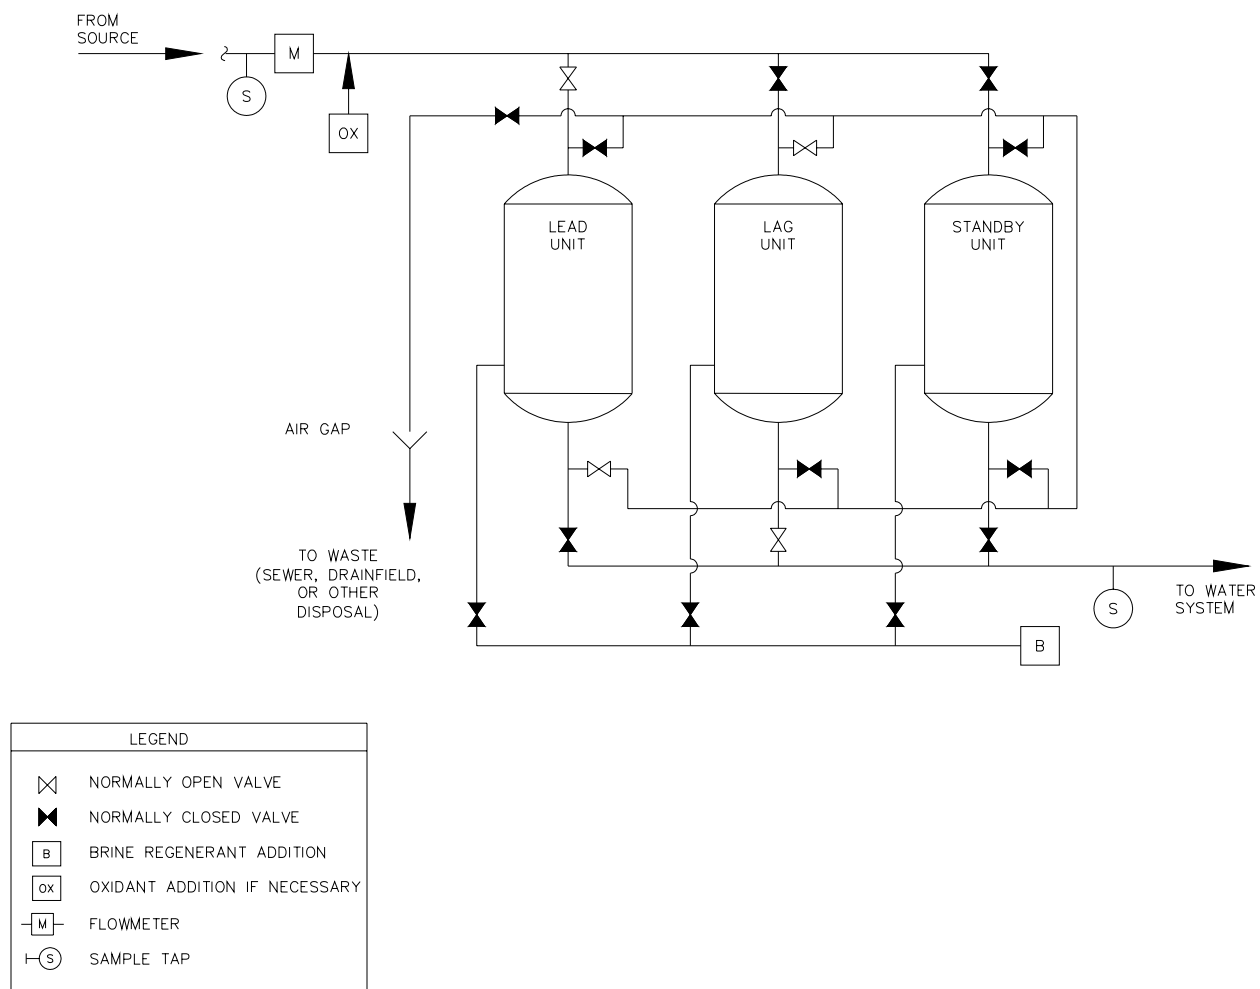 FROM
SOURCE
M
S
OX
LEAD
UNIT
LAG
UNIT
STANDBY
UNIT
AIR GAP
TO WASTE
(SEWER, DRAINFIELD,
OR OTHER
DISPOSAL)
S
TO WATER
SYSTEM
B
LEGEND
NORMALLY OPEN VALVE
NORMALLY CLOSED VALVE
B BRINE REGENERANT ADDITION
OX OXIDANT ADDITION IF NECESSARY
M FLOWMETER
S SAMPLE TAP